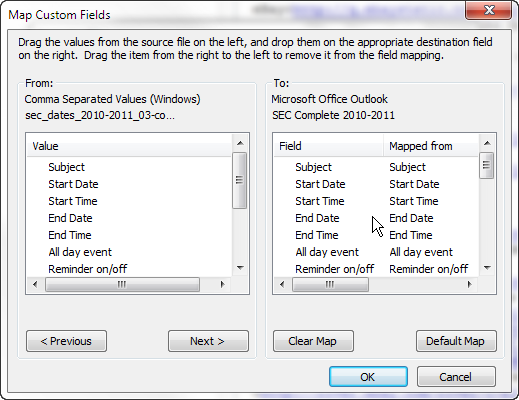 Map Custom Fields
Drag the values from the source file on the left, and drop them on the appropriate destination field
on the right. Drag the item from the right to the left to remove it from the field mapping.
From:
Comma Separated Values (Windows)
sec_dates_2010-2011_03-co...
Value
Subject
Start Date
Start Time
End Date
End Time
All day event
Reminder on/off
< Previous
Next >
To:
Microsoft Office Outlook
SEC Complete 2010-2011
Field Mapped from
Subject Subject
Start Date Start Date
Start Time Start Time
End Date End Date
End Time End Time
All day event All day event
Reminder on/off Reminder on/off
Clear Map
Default Map
OK
Cancel